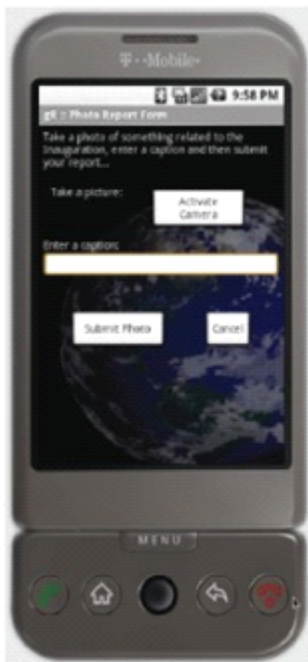 T··Mobile·
9:58 PM
gR :: Photo Report Form
Take a photo of something related to the
Inauguration, enter a caption and then submit
your report...
Take a picture:
Activate
Camera
Enter a caption:
Submit Photo
Cancel
MENU